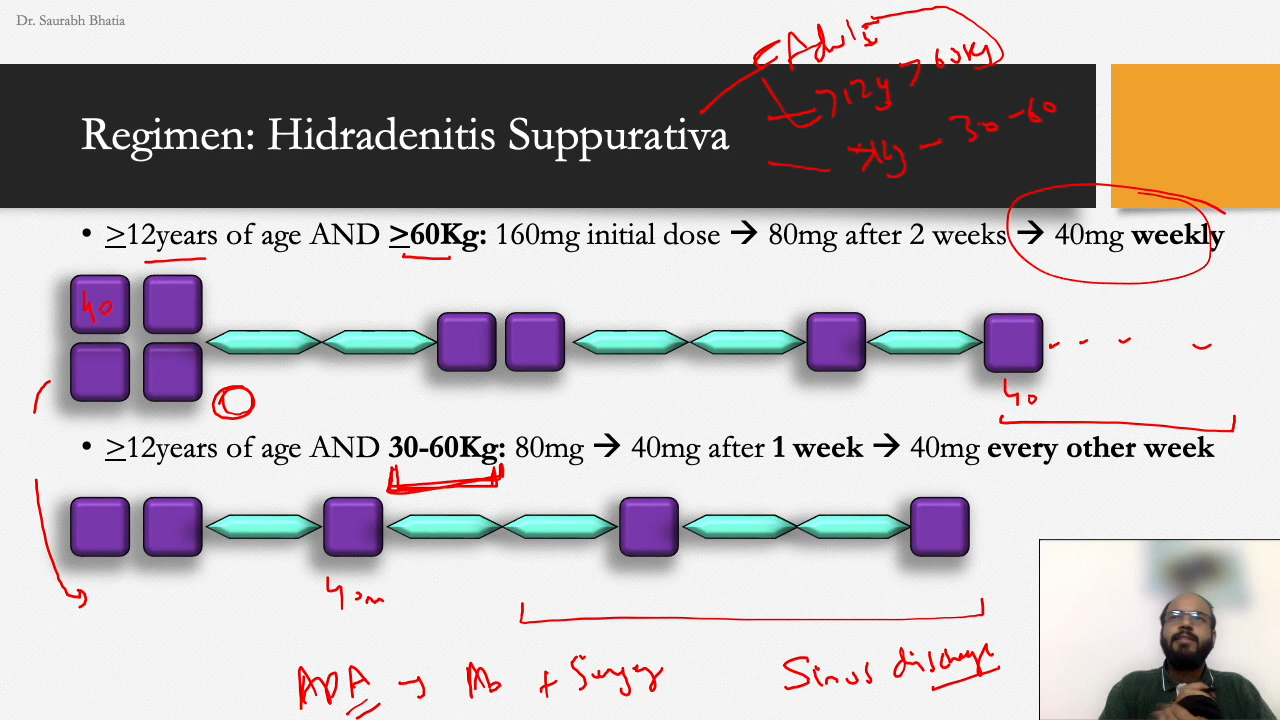 Dr. Saurabh Bhatia
Adults
>12y >60Kg
Kg - 30-60
Regimen: Hidradenitis Suppurativa
• >12years of age AND >60Kg: 160mg initial dose → 80mg after 2 weeks → 40mg weekly
40
40
• >12years of age AND 30-60Kg: 80mg → 40mg after 1 week → 40mg every other week
40m
ADA → Ab + Surgery
Sinus discharge